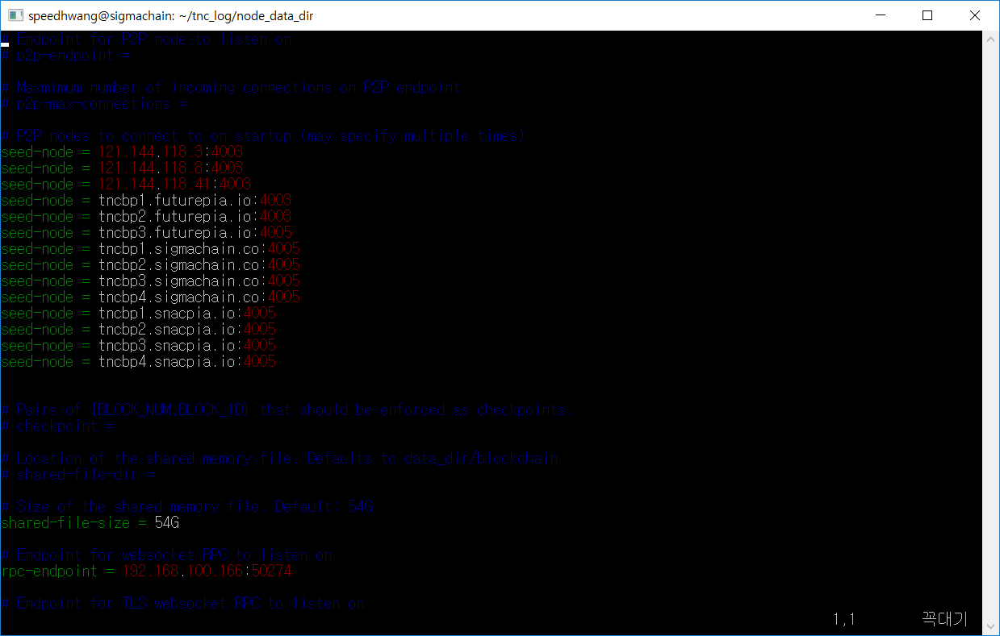 speedhwang@sigmachain: ~/tnc_log/node_data_dir
# Endpoint for P2P node to listen on
# p2p-endpoint =
# Maxmimum number of incoming connections on P2P endpoint
# p2p-max-connections =
# P2P nodes to connect to on startup (may specify multiple times)
seed-node = 121.144.118.3:4003
seed-node = 121.144.118.8:4003
seed-node = 121.144.118.41:4003
seed-node = tncbp1.futurepia.io:4003
seed-node = tncbp2.futurepia.io:4003
seed-node = tncbp3.futurepia.io:4005
seed-node = tncbp1.sigmachain.co:4005
seed-node = tncbp2.sigmachain.co:4005
seed-node = tncbp3.sigmachain.co:4005
seed-node = tncbp4.sigmachain.co:4005
seed-node = tncbp1.snacpia.io:4005
seed-node = tncbp2.snacpia.io:4005
seed-node = tncbp3.snacpia.io:4005
seed-node = tncbp4.snacpia.io:4005
# Pairs of [BLOCK_NUM,BLOCK_ID] that should be enforced as checkpoints.
# checkpoint =
# Location of the shared memory file. Defaults to data_dir/blockchain
# shared-file-dir =
# Size of the shared memory file. Default: 54G
shared-file-size = 54G
# Endpoint for websocket RPC to listen on
rpc-endpoint = 192.168.100.166:50274
# Endpoint for TLS websocket RPC to listen on
1,1 꼭대기